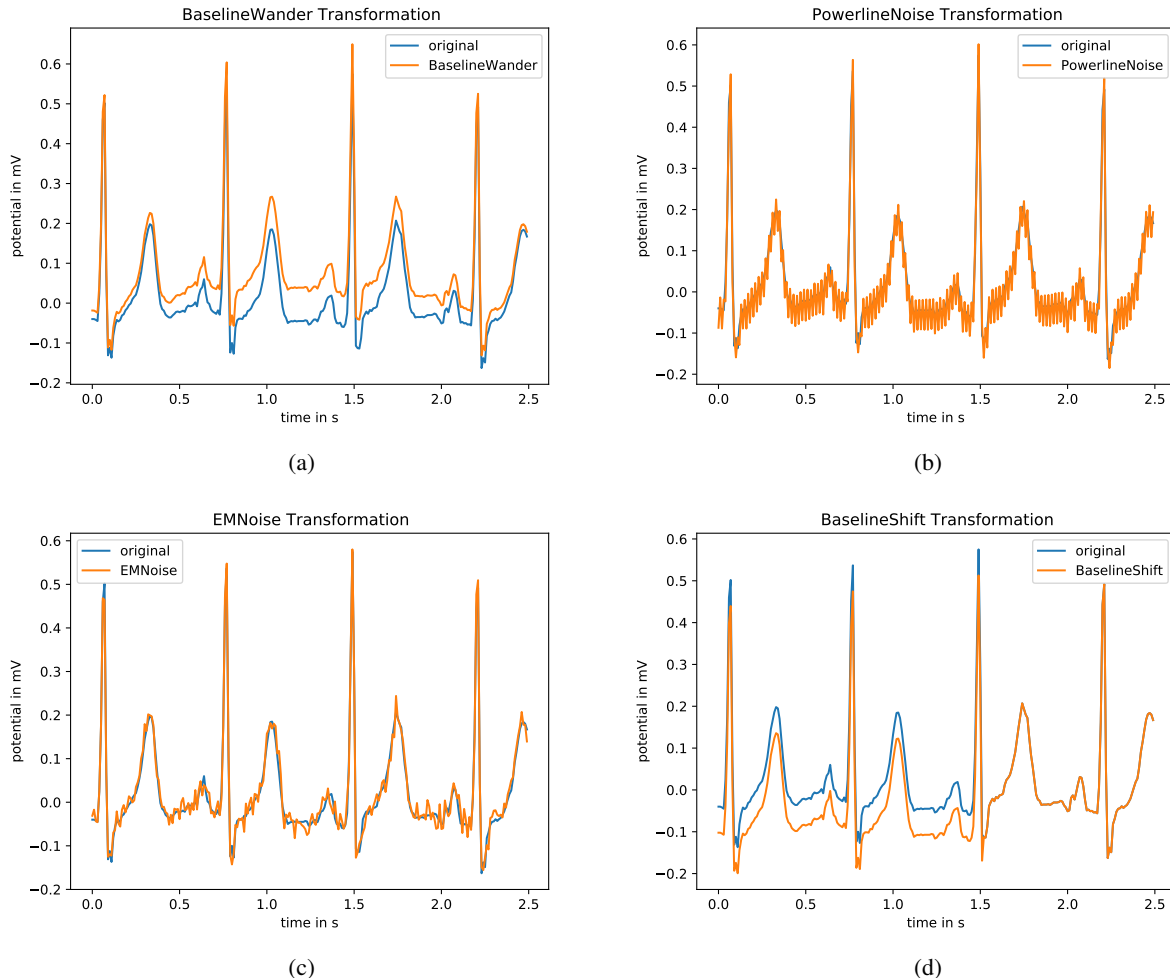 BaselineWander Transformation
original
BaselineWander
potential in mV
0.6
0.5
0.4
0.3
0.2
0.1
0.0
−0.1
−0.2
0.0 0.5 1.0 1.5 2.0 2.5
time in s
(a)
PowerlineNoise Transformation
original
PowerlineNoise
potential in mV
0.6
0.5
0.4
0.3
0.2
0.1
0.0
−0.1
−0.2
0.0 0.5 1.0 1.5 2.0 2.5
time in s
(b)
EMNoise Transformation
original
EMNoise
potential in mV
0.6
0.5
0.4
0.3
0.2
0.1
0.0
−0.1
−0.2
0.0 0.5 1.0 1.5 2.0 2.5
time in s
(c)
BaselineShift Transformation
original
BaselineShift
potential in mV
0.6
0.5
0.4
0.3
0.2
0.1
0.0
−0.1
−0.2
0.0 0.5 1.0 1.5 2.0 2.5
time in s
(d)